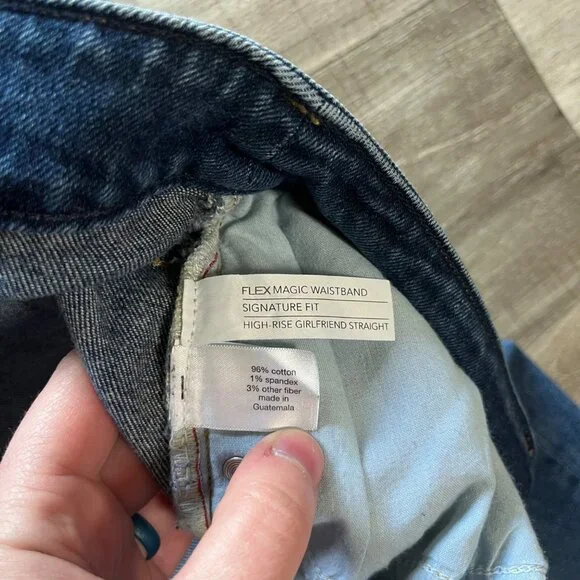 FLEX MAGIC WAISTBAND
SIGNATURE FIT
HIGH-RISE GIRLFRIEND STRAIGHT
96% cotton
1% spandex
3% other fiber
made in
Guatemala